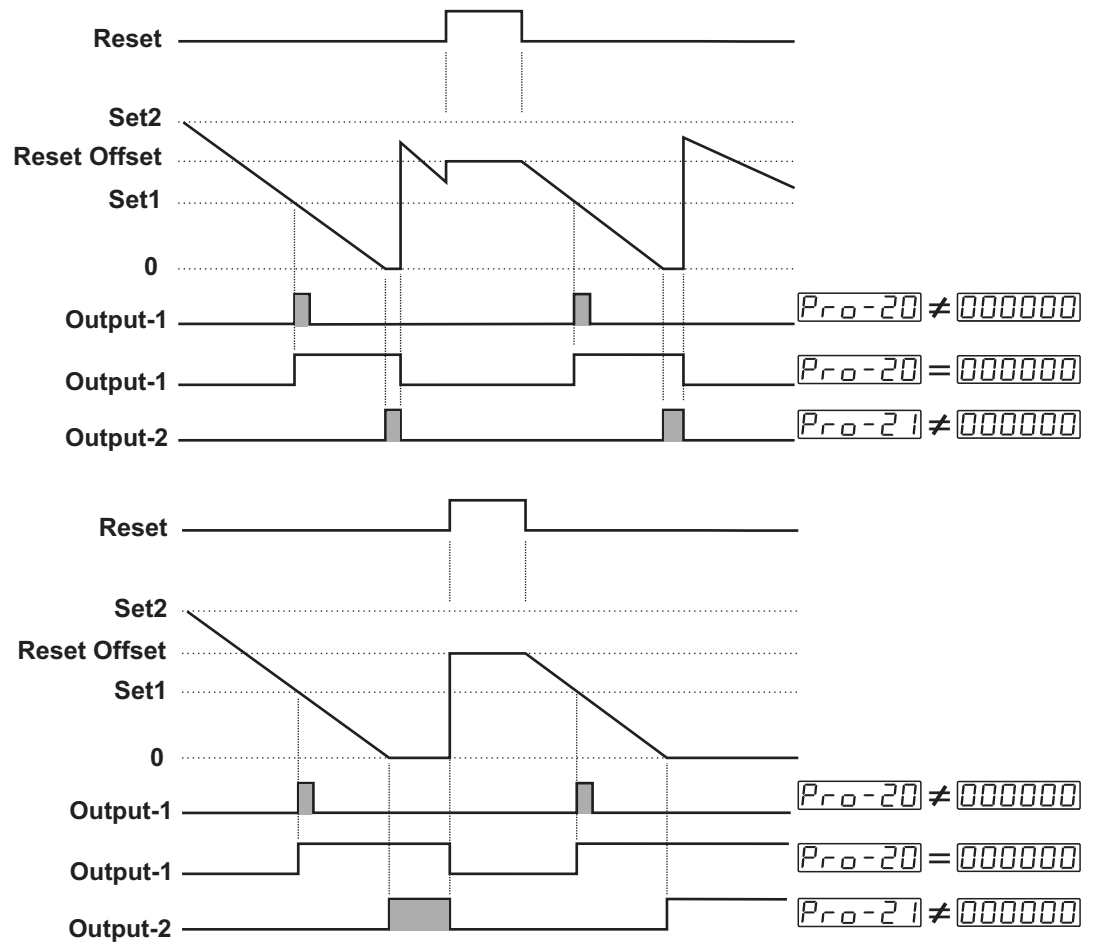 Reset
Set2
Reset Offset
Set1
0
Output-1 Pro-20 ≠ 000000
Output-1 Pro-20 = 000000
Output-2 Pro-21 ≠ 000000
Reset
Set2
Reset Offset
Set1
0
Output-1 Pro-20 ≠ 000000
Output-1 Pro-20 = 000000
Output-2 Pro-21 ≠ 000000